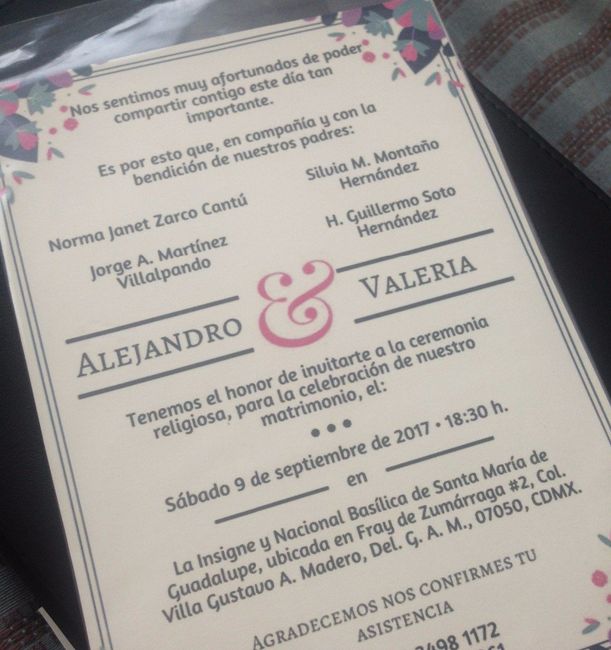 Nos sentimos muy afortunados de poder
compartir contigo este día tan
importante.
Es por esto que, en compañía y con la
bendición de nuestros padres:
Norma Janet Zarco Cantú
Jorge A. Martínez
Villalpando
Silvia M. Montaño
Hernández
H. Guillermo Soto
Hernández
ALEJANDRO & VALERIA
Tenemos el honor de invitarte a la ceremonia
religiosa, para la celebración de nuestro
matrimonio, el:
•••
Sábado 9 de septiembre de 2017 • 18:30 h.
en
La Insigne y Nacional Basílica de Santa María de
Guadalupe, ubicada en Fray de Zumárraga #2, Col.
Villa Gustavo A. Madero, Del. G. A. M., 07050, CDMX.
AGRADECEMOS NOS CONFIRMES TU
ASISTENCIA
3498 1172